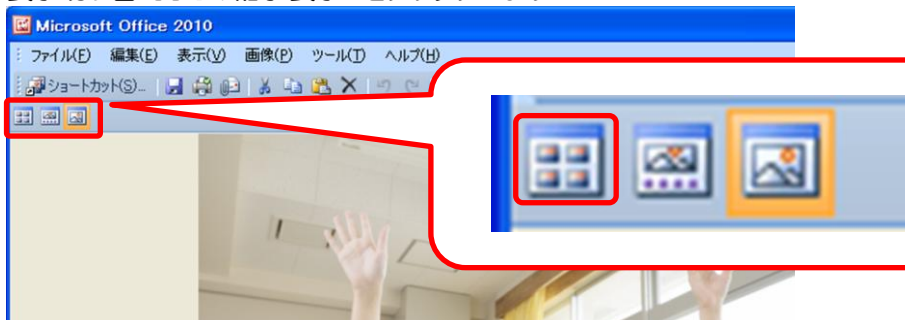 Microsoft Office 2010
ファイル(F) 編集(E) 表示(V) 画像(P) ツール(T) ヘルプ(H)
ショートカット(S)...